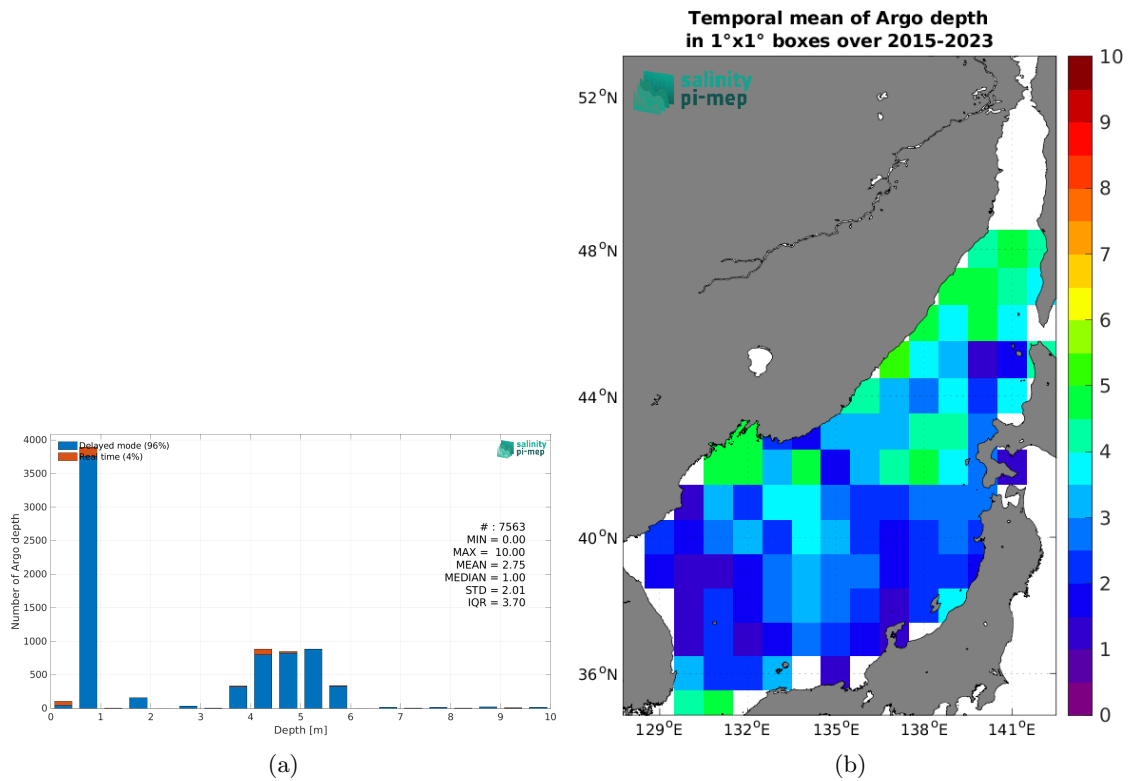 Delayed mode (96%)
Real time (4%)
salinity
pi-mep
# : 7563
MIN = 0.00
MAX = 10.00
MEAN = 2.75
MEDIAN = 1.00
STD = 2.01
IQR = 3.70
Number of Argo depth
4000
3500
3000
2500
2000
1500
1000
500
0
0 1 2 3 4 5 6 7 8 9 10
Depth [m]
(a)
Temporal mean of Argo depth
in 1°x1° boxes over 2015-2023
salinity
pi-mep
52°N
48°N
44°N
40°N
36°N
129°E 132°E 135°E 138°E 141°E
10
9
8
7
6
5
4
3
2
1
0
(b)